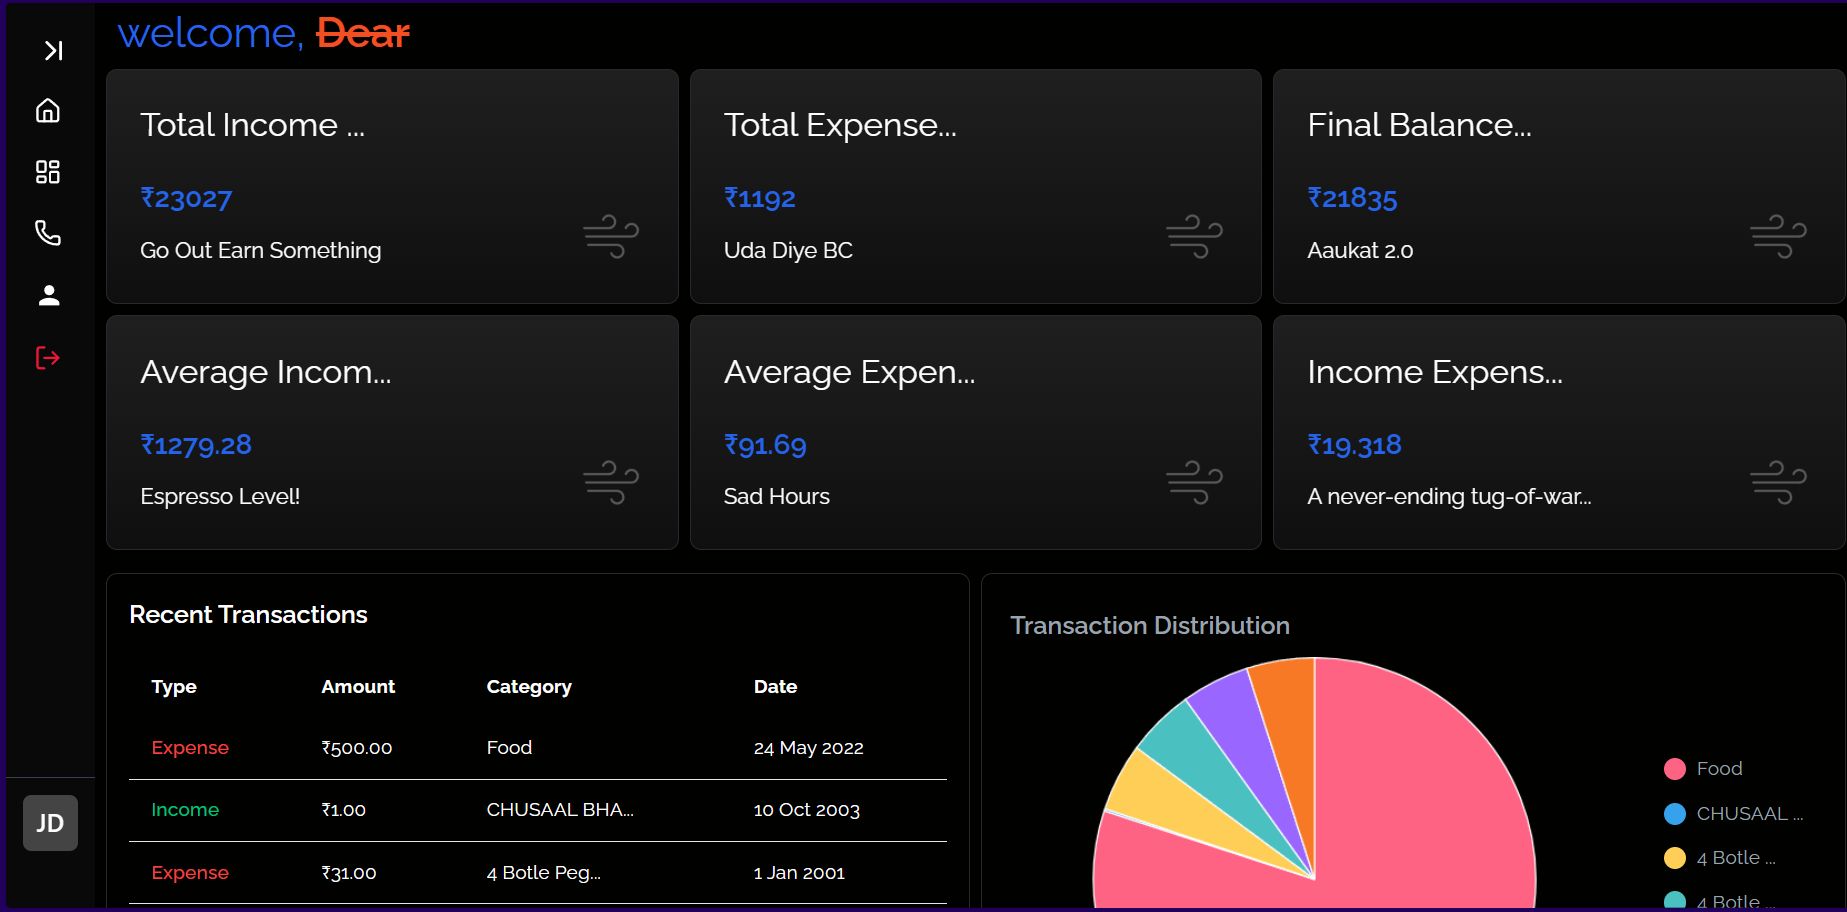 welcome, Dear
Total Income ...
₹23027
Go Out Earn Something
Total Expense...
₹1192
Uda Diye BC
Final Balance...
₹21835
Aaukat 2.0
Average Incom...
₹1279.28
Espresso Level!
Average Expen...
₹91.69
Sad Hours
Income Expens...
₹19.318
A never-ending tug-of-war...
Recent Transactions
Type Amount Category Date
Expense ₹500.00 Food 24 May 2022
Income ₹1.00 CHUSAAL BHA... 10 Oct 2003
Expense ₹31.00 4 Botle Peg... 1 Jan 2001
Transaction Distribution
Food
CHUSAAL ...
4 Botle ...
4 Botle ...
JD